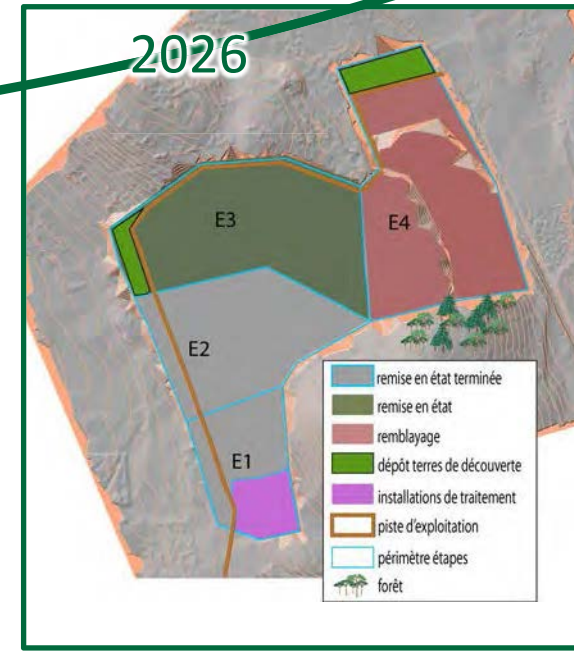 2026
E3
E4
E2
E1
remise en état terminée
remise en état
remblayage
dépôt terres de découverte
installations de traitement
piste d'exploitation
périmètre étapes
forêt